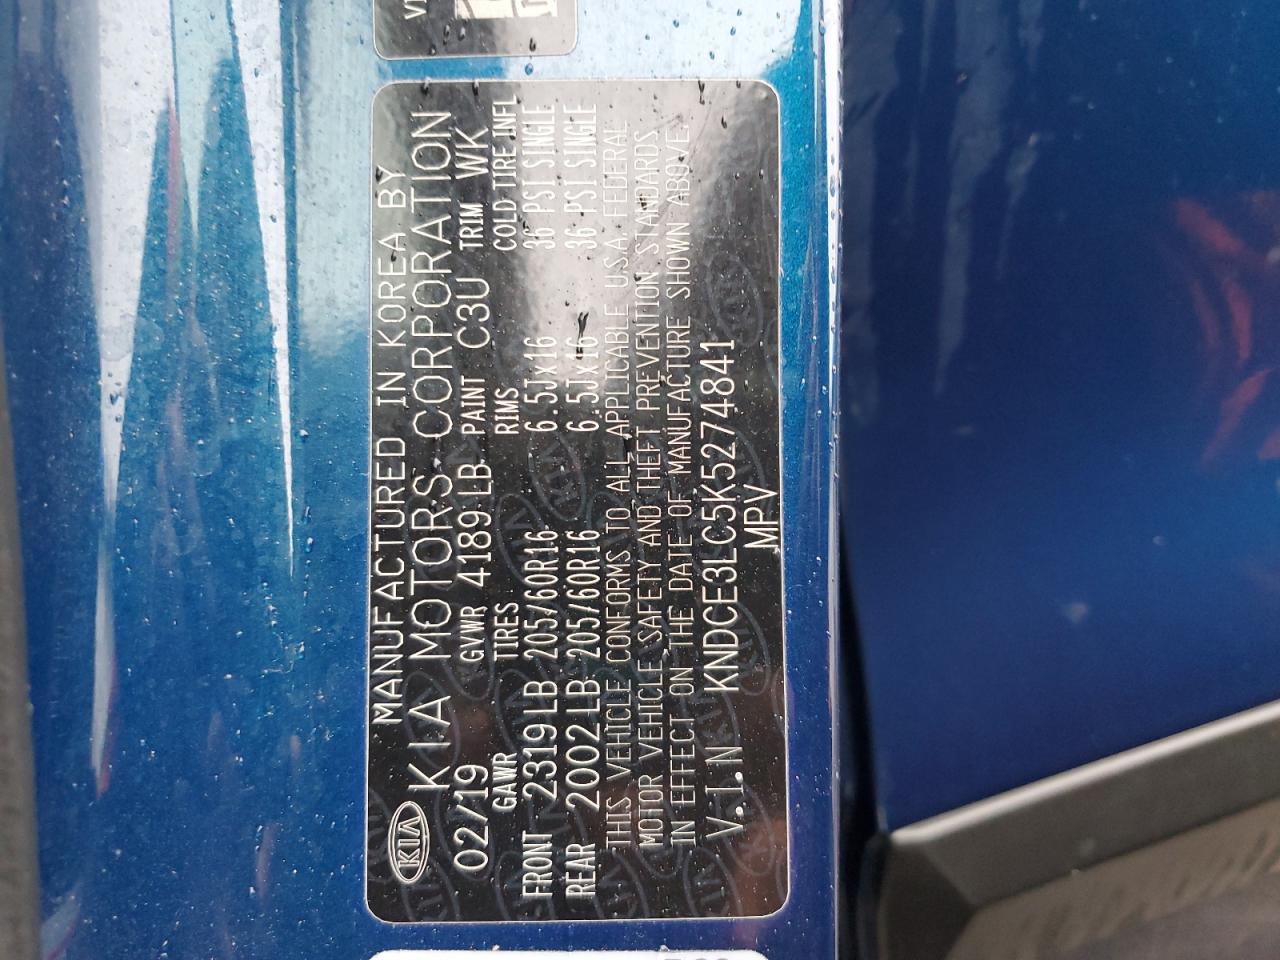 MANUFACTURED IN KOREA BY
KIA KIA MOTORS CORPORATION
02/19 GVWR 4189 LB PAINT C3U TRIM WK
GAWR TIRES RIMS COLD TIRE INFL
FRONT 2319 LB 205/60R16 6.5Jx16 36 PSI SINGLE
REAR 2002 LB 205/60R16 6.5Jx16 36 PSI SINGLE
THIS VEHICLE CONFORMS TO ALL APPLICABLE U.S.A. FEDERAL
MOTOR VEHICLE SAFETY AND THEFT PREVENTION STANDARDS
IN EFFECT ON THE DATE OF MANUFACTURE SHOWN ABOVE.
V.I.N KNDCE3LC5K5274841
MPV